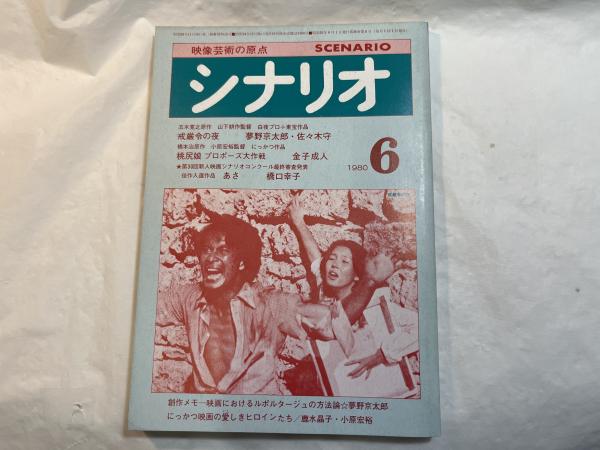 映像芸術の原点 SCENARIO
シナリオ
五木寛之原作 山下耕作監督 白夜プロ＋東宝作品
戒厳令の夜 夢野京太郎・佐々木守
橋本治原作 小原宏裕監督 にっかつ作品
桃尻娘 プロポーズ大作戦 金子成人
★第30回新人映画シナリオコンクール最終審査発表
佳作入選作品 あさ 橋口幸子
1980 6
創作メモ―映画におけるルポルタージュの方法論☆夢野京太郎
にっかつ映画の愛しきヒロインたち／鹿水晶子・小原宏裕